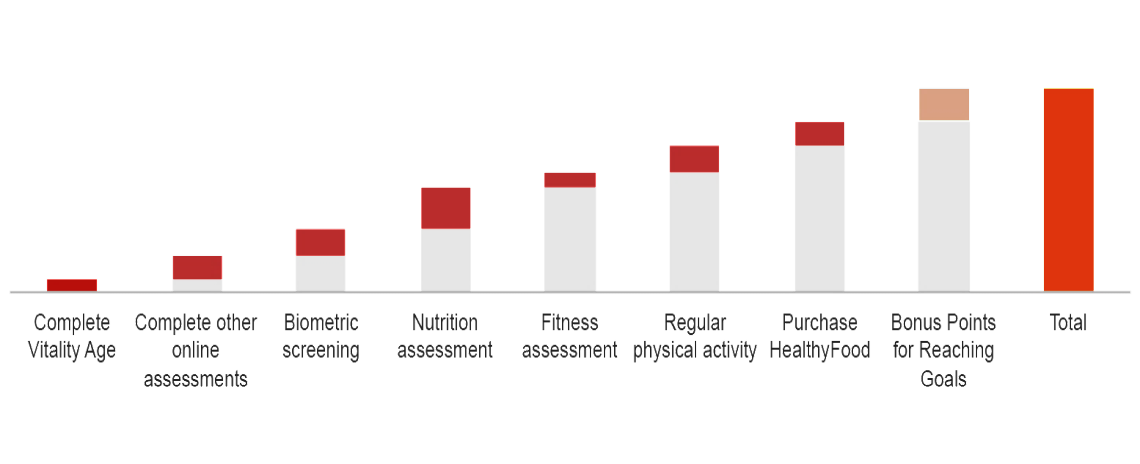 Complete
Vitality Age
Complete other
online
assessments
Biometric
screening
Nutrition
assessment
Fitness
assessment
Regular
physical activity
Purchase
HealthyFood
Bonus Points
for Reaching
Goals
Total